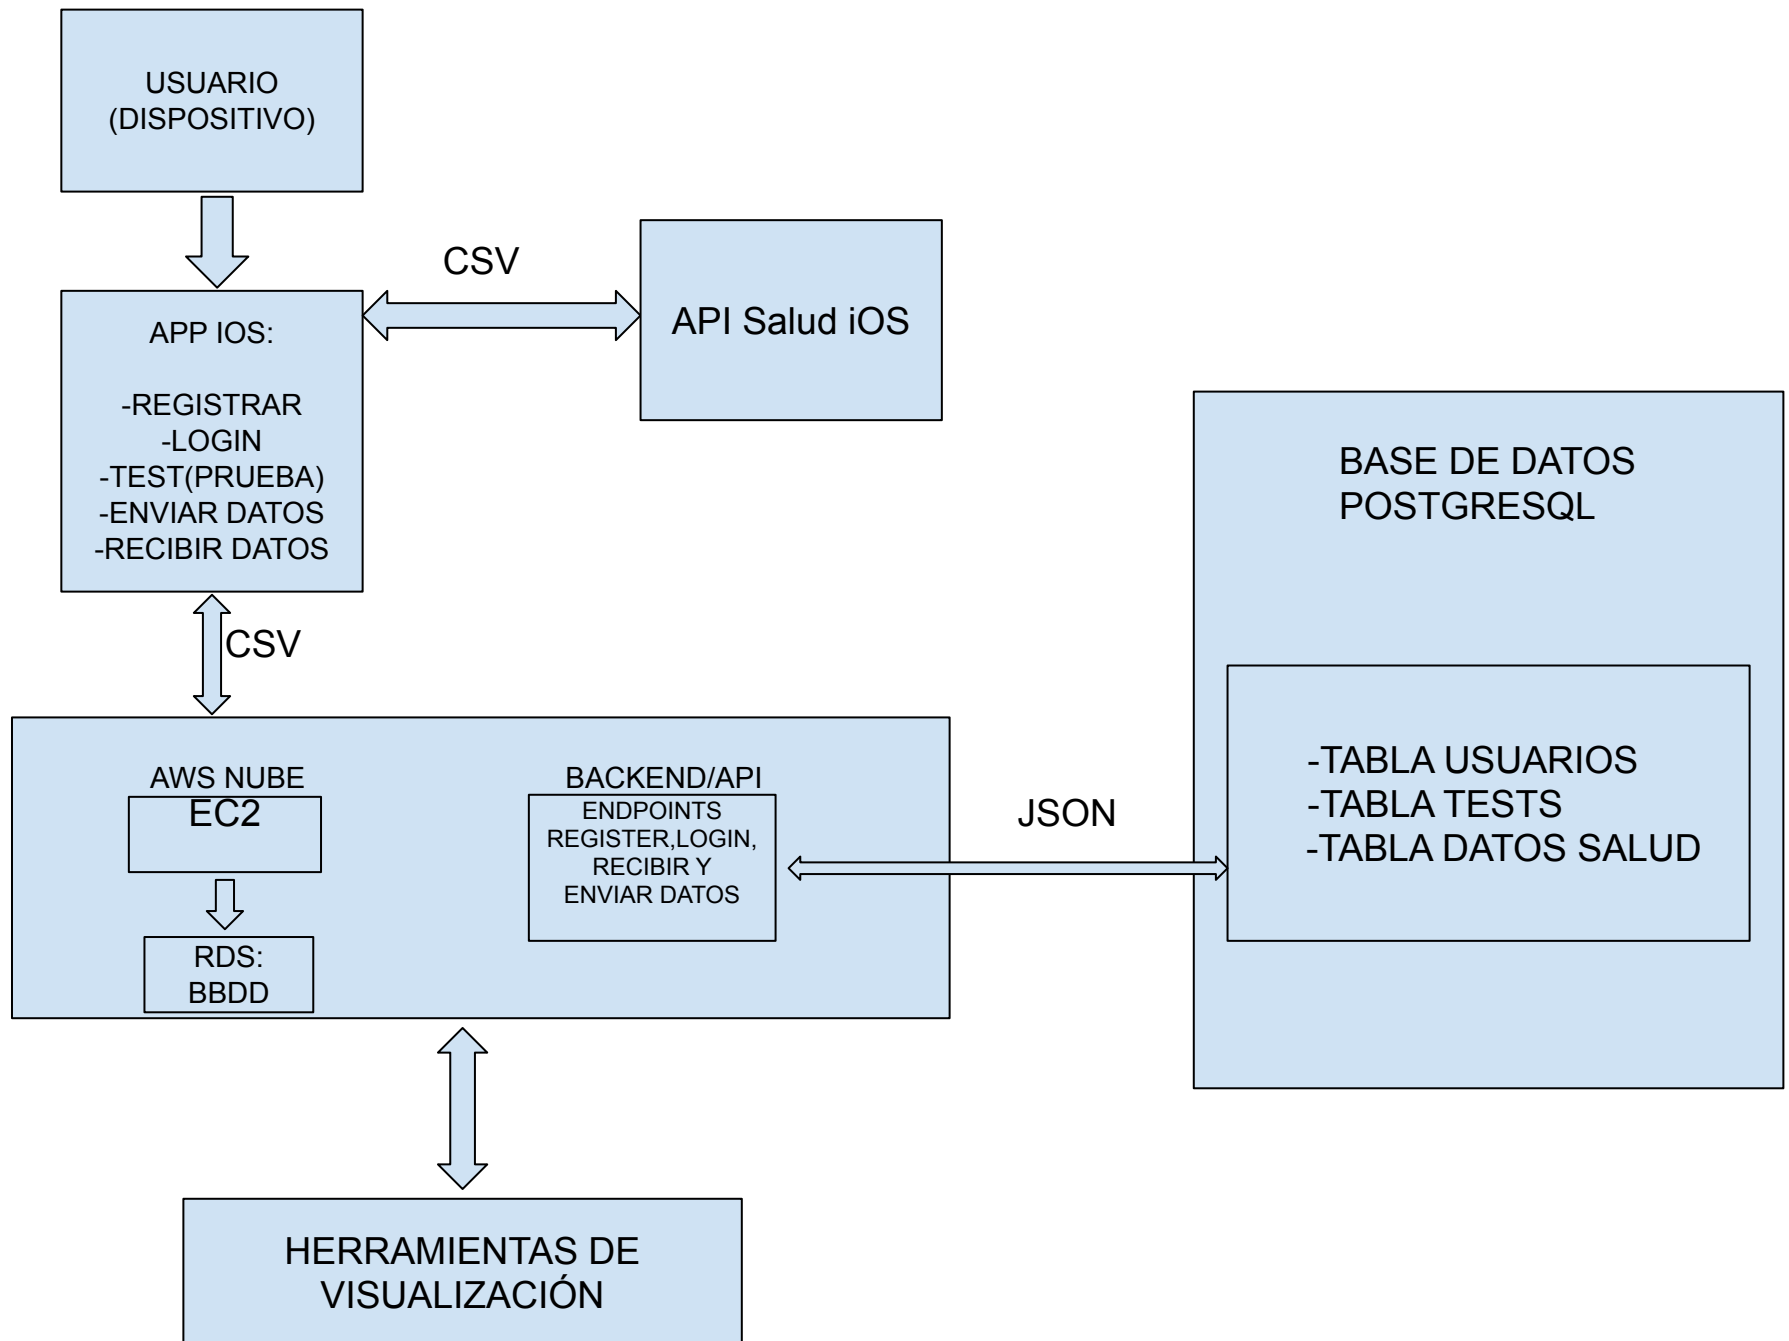 USUARIO
(DISPOSITIVO)
CSV
API Salud iOS
APP IOS:
-REGISTRAR
-LOGIN
-TEST(PRUEBA)
-ENVIAR DATOS
-RECIBIR DATOS
CSV
BASE DE DATOS
POSTGRESQL
-TABLA USUARIOS
-TABLA TESTS
-TABLA DATOS SALUD
AWS NUBE
EC2
RDS:
BBDD
BACKEND/API
ENDPOINTS
REGISTER,LOGIN,
RECIBIR Y
ENVIAR DATOS
JSON
HERRAMIENTAS DE
VISUALIZACIÓN